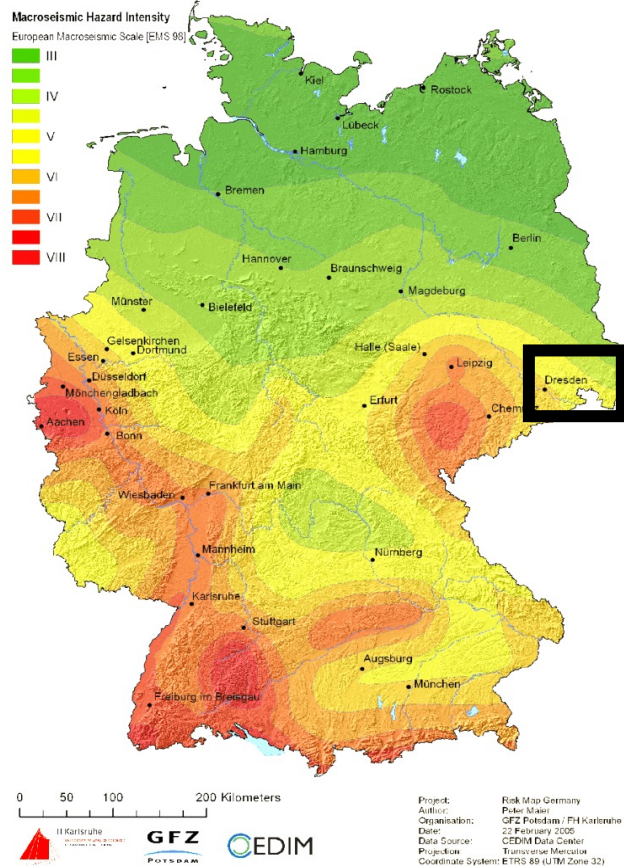 Macroseismic Hazard Intensity
European Macroseismic Scale [EMS 98]
III
IV
V
VI
VII
VIII
Kiel
Rostock
Lübeck
Hamburg
Bremen
Berlin
Hannover
Braunschweig
Magdeburg
Münster
Bielefeld
Gelsenkirchen
Halle (Saale)
Essen
Dortmund
Leipzig
Düsseldorf
Dresden
Mönchengladbach
Köln
Erfurt
Chem
Aachen
Bonn
Frankfurt am Main
Wiesbaden
Mannheim
Nürnberg
Karlsruhe
Stuttgart
Augsburg
München
Freiburg im Breisgau
0 50 100 200 Kilometers
Karlsruhe
GFZ
POTSDAM
CEDIM
Project: Risk Map Germany
Author: Peter Maier
Organisation: GFZ Potsdam / FH Karlsruhe
Date: 22 February 2005
Data Source: CEDIM Data Center
Projection Transverse Mercator
Coordinate System: ETRS 89 (UTM Zone 32)